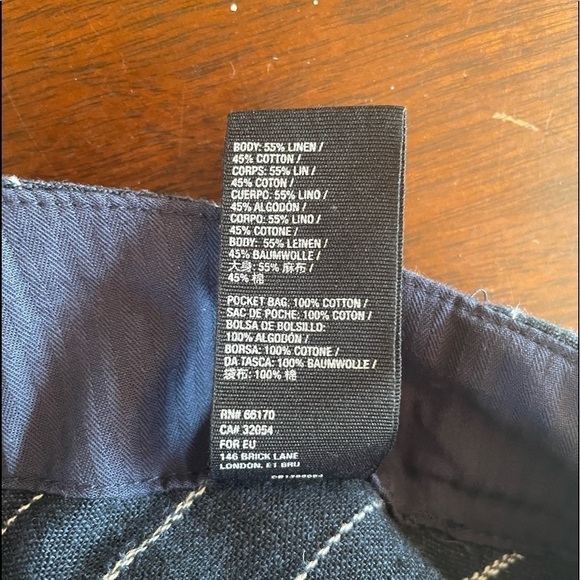 BODY: 55% LINEN /
45% COTTON /
CORPS: 55% LIN /
45% COTON /
CUERPO: 55% LINO /
45% ALGODÓN /
CORPO: 55% LINO /
45% COTONE /
BODY: 55% LEINEN /
45% BAUMWOLLE /
大身: 55% 麻布 /
45% 棉
POCKET BAG: 100% COTTON /
SAC DE POCHE: 100% COTON /
BOLSA DE BOLSILLO:
100% ALGODÓN /
BORSA: 100% COTONE /
DA TASCA: 100% BAUMWOLLE /
袋布: 100% 棉
RN# 66170
CA# 32054
FOR EU
146 BRICK LANE
LONDON, E1 6RU